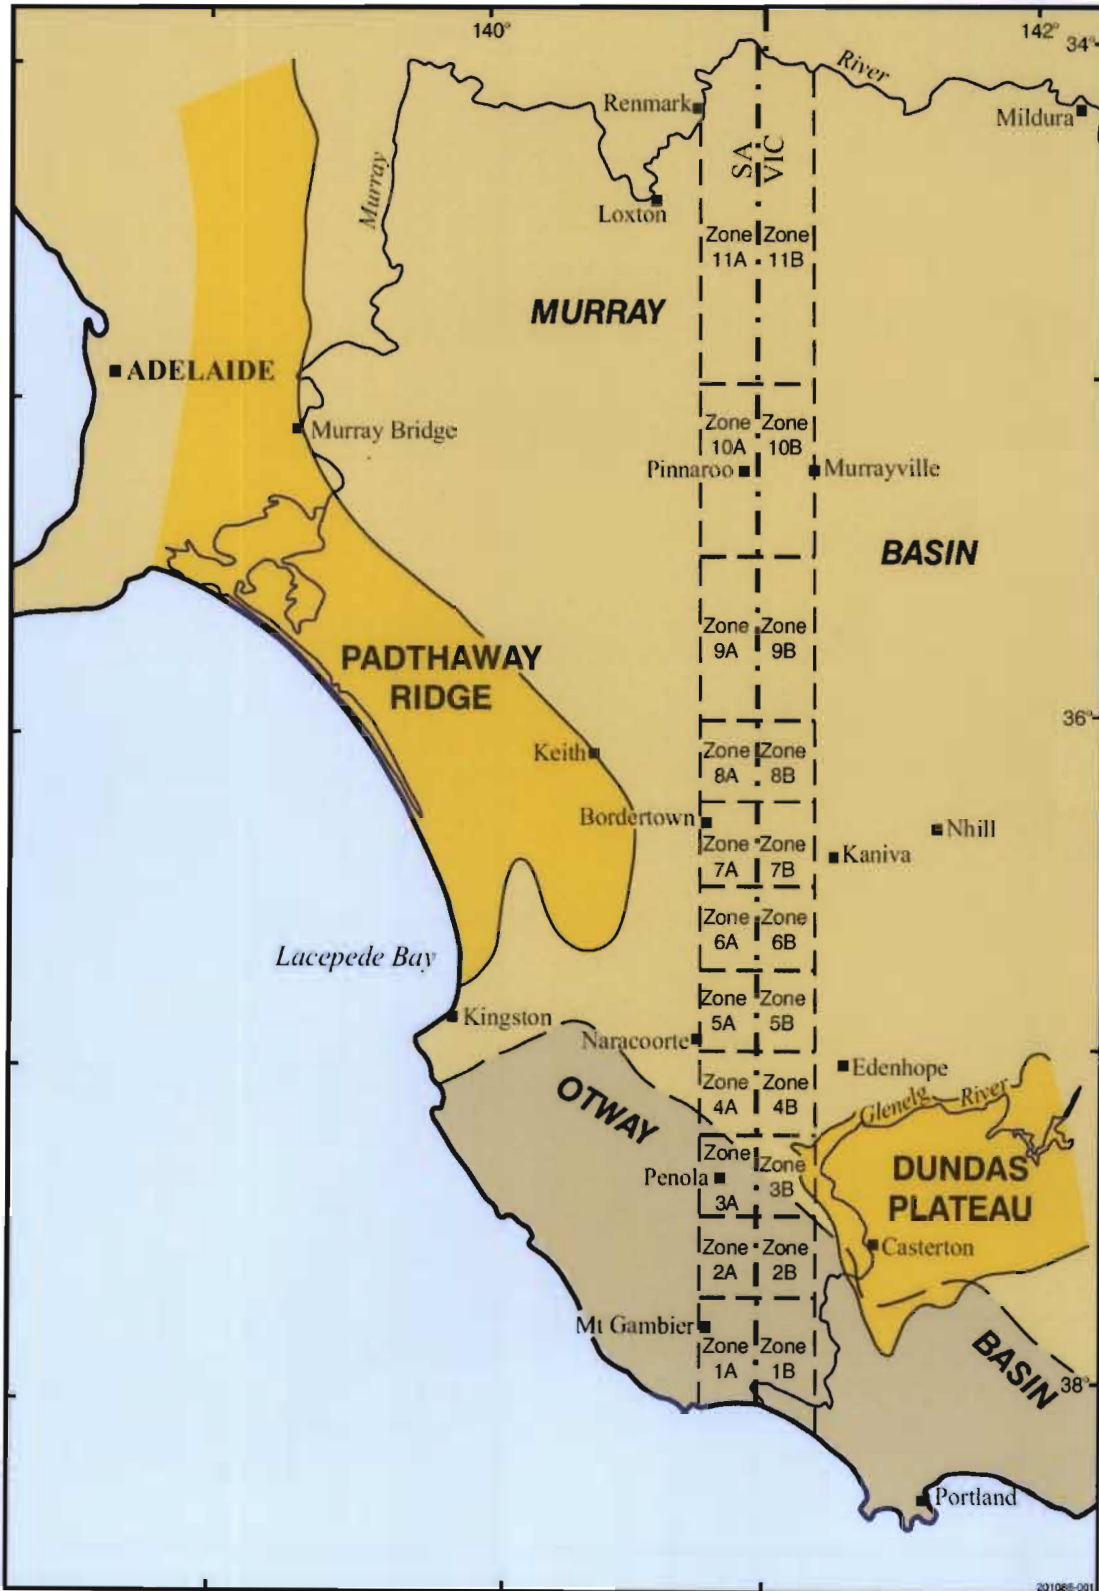 140°
142°
34°
River
Renmark
Mildura
SA
VIC
Murray
Loxton
Zone
11A
Zone
11B
MURRAY
ADELAIDE
Zone
10A
Zone
10B
Murray Bridge
Pinnaroo
Murrayville
BASIN
Zone
9A
Zone
9B
PADTHAWAY
RIDGE
36°
Keith
Zone
8A
Zone
8B
Bordertown
Nhill
Zone
7A
Zone
7B
Kaniva
Zone
6A
Zone
6B
Lacepede Bay
Zone
5A
Zone
5B
Kingston
Naracoorte
Edenhope
Zone
4A
Zone
4B
Glenelg River
OTWAY
Zone
3A
Zone
3B
Penola
DUNDAS
PLATEAU
Casterton
Zone
2A
Zone
2B
Mt Gambier
Zone
1A
Zone
1B
BASIN
38°
Portland
201088-001